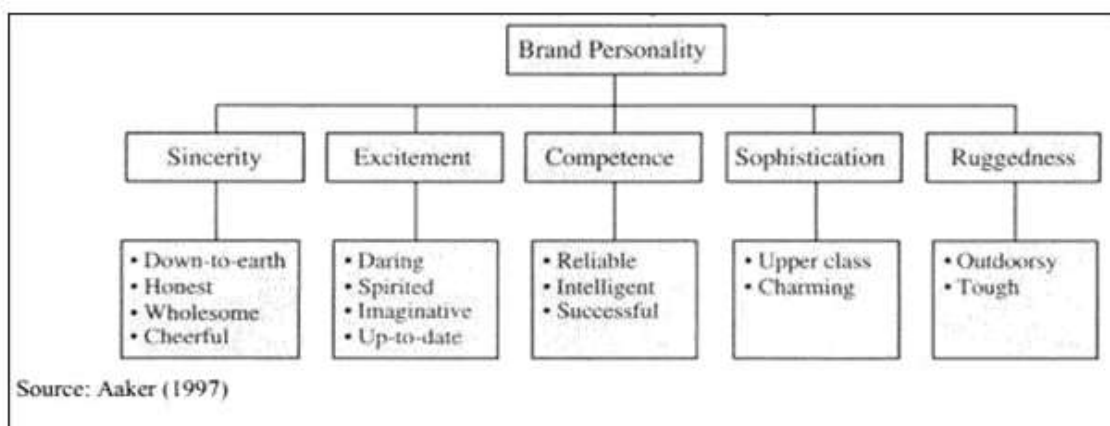 Brand Personality
Sincerity
Excitement
Competence
Sophistication
Ruggedness
• Down-to-earth
• Honest
• Wholesome
• Cheerful
• Daring
• Spirited
• Imaginative
• Up-to-date
• Reliable
• Intelligent
• Successful
• Upper class
• Charming
• Outdoorsy
• Tough
Source: Aaker (1997)